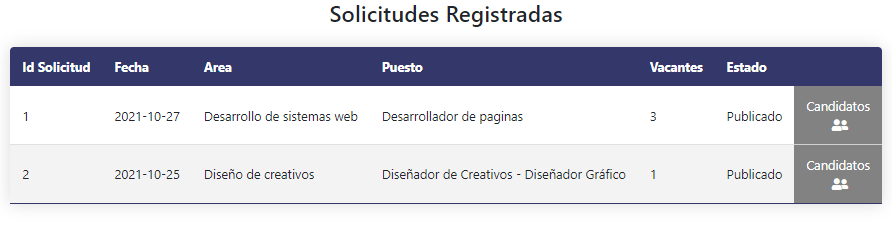 Solicitudes Registradas
Id Solicitud Fecha Area Puesto Vacantes Estado
1 2021-10-27 Desarrollo de sistemas web Desarrollador de paginas 3 Publicado Candidatos
2 2021-10-25 Diseño de creativos Diseñador de Creativos - Diseñador Gráfico 1 Publicado Candidatos